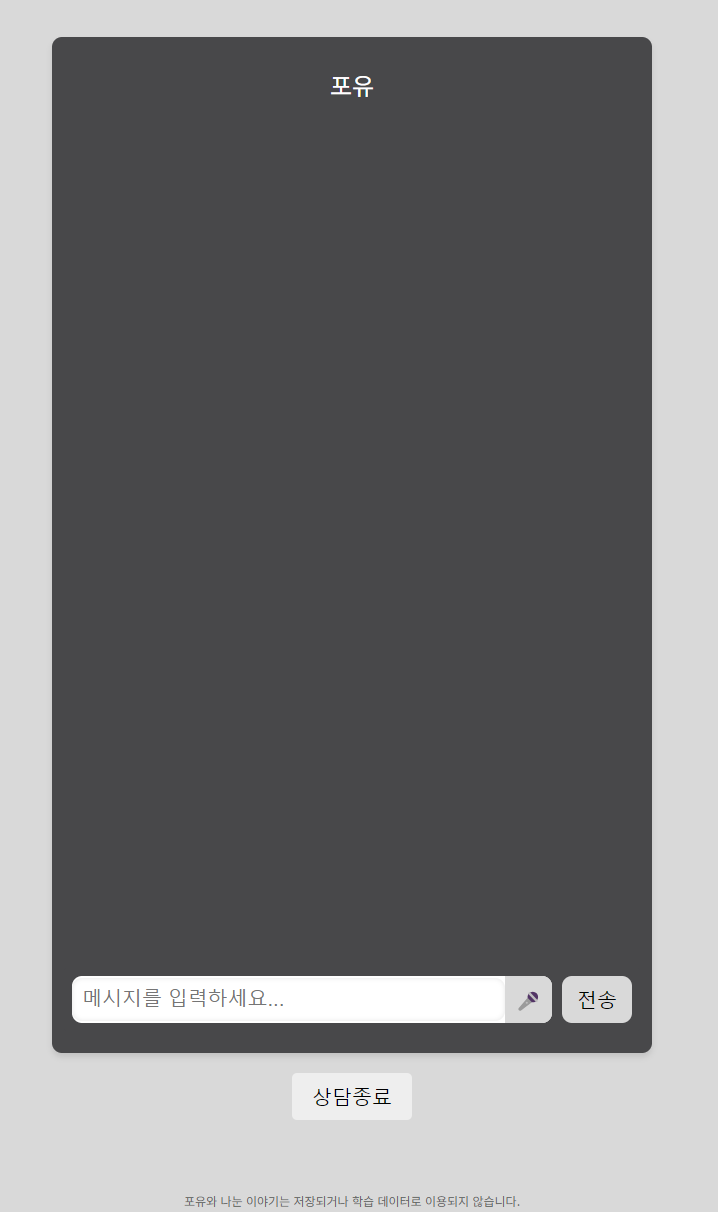 포유
메시지를 입력하세요...
전송
상담종료
포유와 나눈 이야기는 저장되거나 학습 데이터로 이용되지 않습니다.